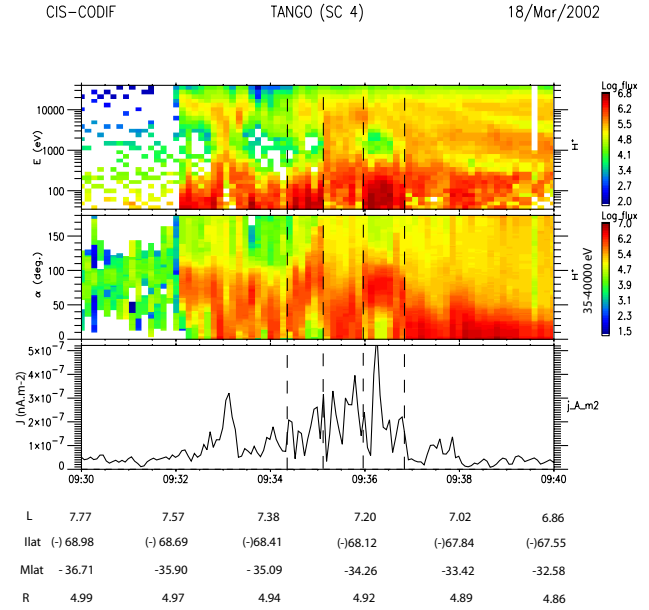 CIS-CODIF TANGO (SC 4) 18/Mar/2002
Log flux
E (eV)
10000
1000
100
6.8
6.2
5.5
4.8
4.1
3.4
2.7
2.0
H+
Log flux
α (deg.)
150
100
50
0
7.0
6.2
5.4
4.7
3.9
3.1
2.3
1.5
H+
35-40000 eV
J (nA.m-2)
5×10-7
4×10-7
3×10-7
2×10-7
1×10-7
0
j_A_m2
09:30 09:32 09:34 09:36 09:38 09:40
L 7.77 7.57 7.38 7.20 7.02 6.86
Ilat (-) 68.98 (-) 68.69 (-)68.41 (-)68.12 (-)67.84 (-)67.55
Mlat - 36.71 -35.90 - 35.09 -34.26 -33.42 -32.58
R 4.99 4.97 4.94 4.92 4.89 4.86